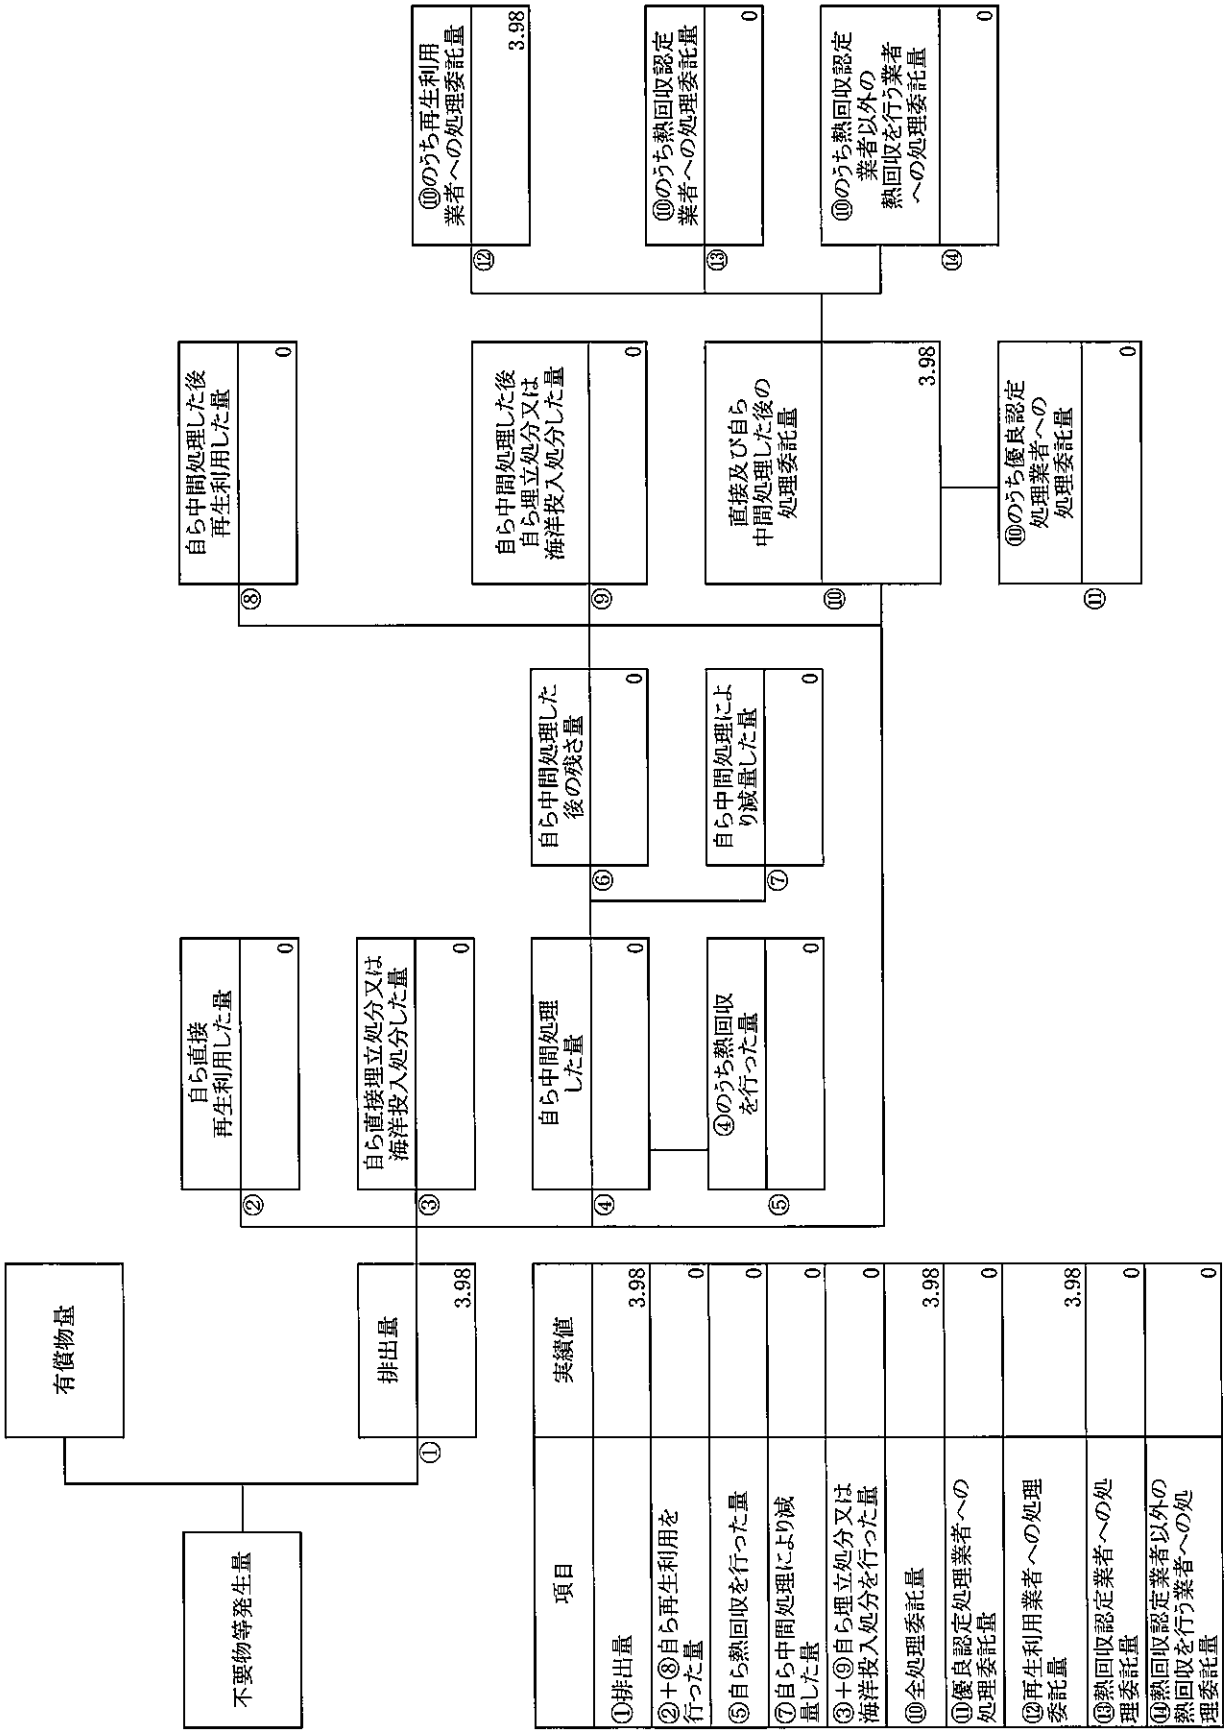 不要物等発生量
有償物量
排出量
①
3.98
自ら直接
再生利用した量
②
0
自ら直接埋立処分又は
海洋投入処分した量
③
0
自ら中間処理
した量
④
0
④のうち熱回収
を行った量
⑤
0
自ら中間処理した
後の残さ量
⑥
0
自ら中間処理によ
り減量した量
⑦
0
自ら中間処理した後
再生利用した量
⑧
0
自ら中間処理した後
自ら埋立処分又は
海洋投入処分した量
⑨
0
直接及び自ら
中間処理した後の
処理委託量
⑩
3.98
⑩のうち優良認定
処理業者への
処理委託量
⑪
0
⑩のうち再生利用
業者への処理委託量
⑫
3.98
⑩のうち熱回収認定
業者への処理委託量
⑬
0
⑩のうち熱回収認定
業者以外の
熱回収を行う業者
への処理委託量
⑭
0
項目 実績値
①排出量 3.98
②+⑧自ら再生利用を
行った量 0
⑤自ら熱回収を行った量 0
⑦自ら中間処理により減
量した量 0
③+⑨自ら埋立処分又は
海洋投入処分を行った量 0
⑩全処理委託量 3.98
⑪優良認定処理業者への
処理委託量 0
⑫再生利用業者への処理
委託量 3.98
⑬熱回収認定業者への処
理委託量 0
⑭熱回収認定業者以外の
熱回収を行う業者への処
理委託量 0